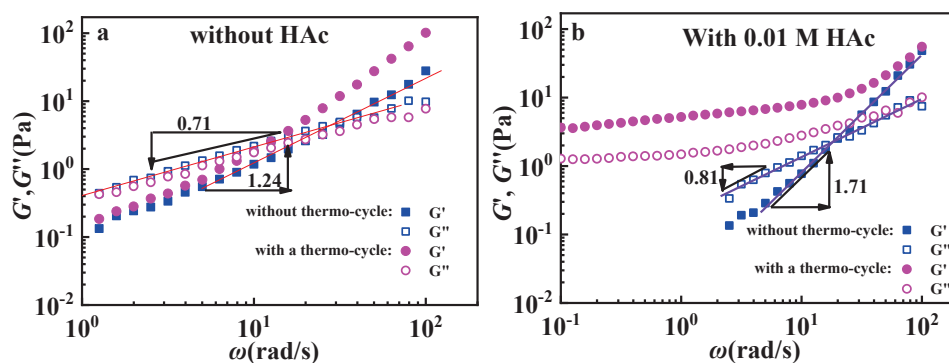 a
without HAc
G', G''(Pa)
10²
10¹
10⁰
10⁻¹
10⁻²
0.71
1.24
without thermo-cycle: G'
G''
with a thermo-cycle: G'
G''
10⁰ 10¹ 10²
ω(rad/s)
b
With 0.01 M HAc
G', G''(Pa)
10²
10¹
10⁰
10⁻¹
10⁻²
0.81
1.71
without thermo-cycle: G'
G''
with a thermo-cycle: G'
G''
10⁻¹ 10⁰ 10¹ 10²
ω(rad/s)